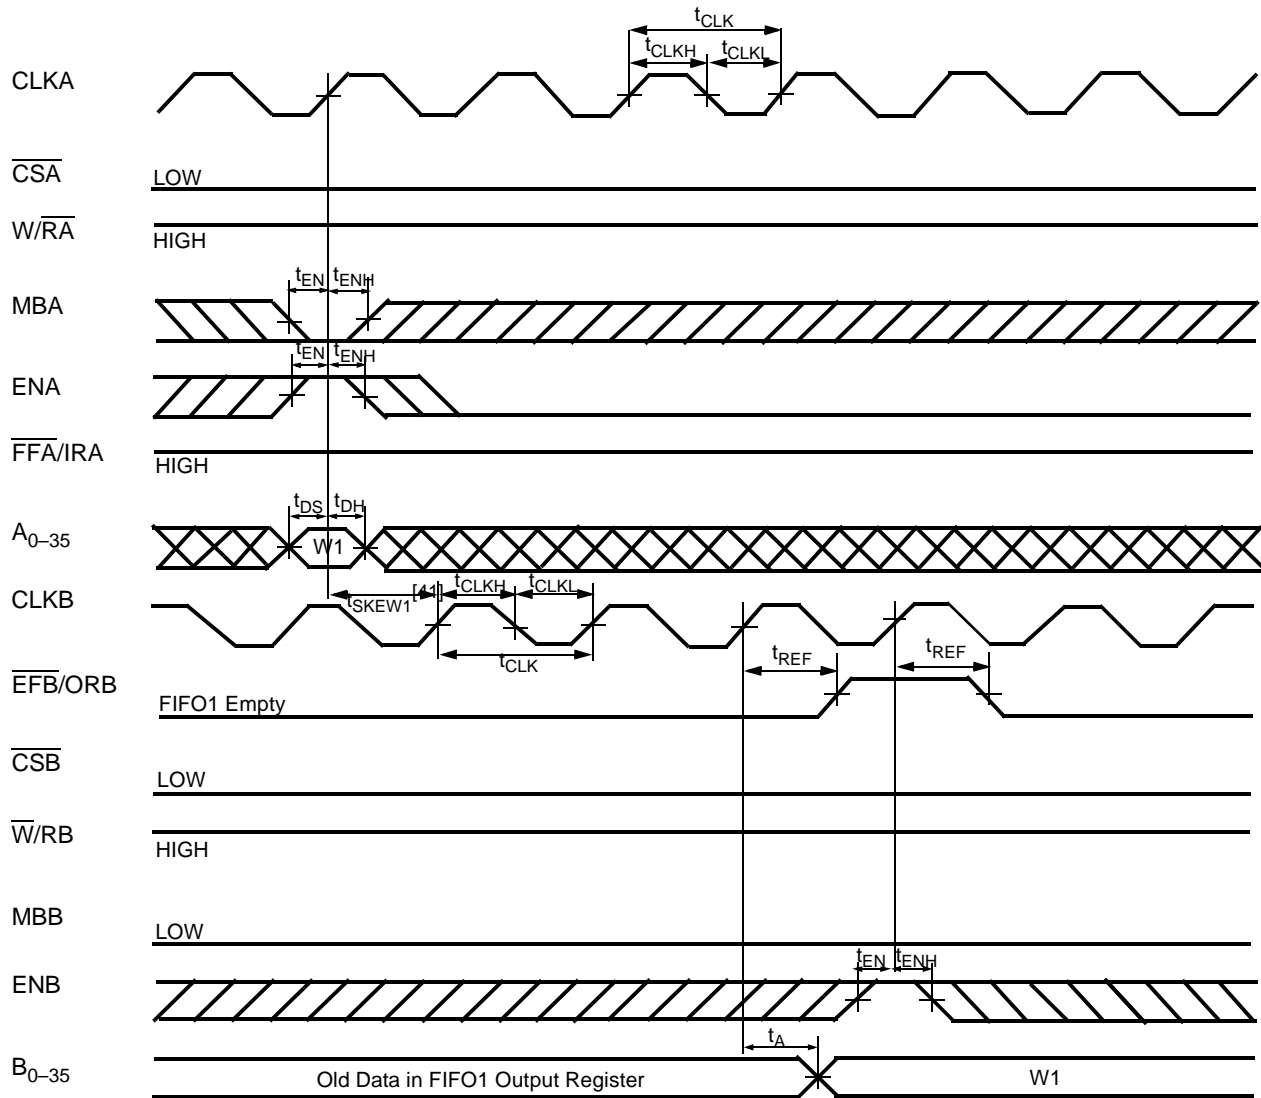 tCLK
tCLKH tCLKL
CLKA
CSA LOW
W/RA HIGH
tEN tENH
MBA
tEN tENH
ENA
FFA/IRA HIGH
tDS tDH
A0–35 W1
CLKB tSKEW1[41] tCLKH tCLKL
tCLK tREF tREF
EFB/ORB FIFO1 Empty
CSB LOW
W/RB HIGH
MBB LOW
tEN tENH
ENB
tA
B0–35 Old Data in FIFO1 Output Register W1